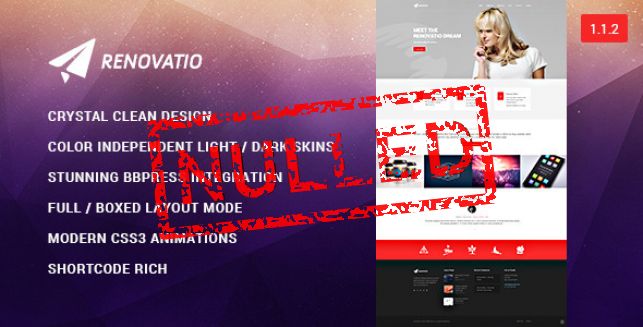 RENOVATIO
1.1.2
CRYSTAL CLEAN DESIGN
COLOR INDEPENDENT LIGHT / DARK SKINS
STUNNING BBPRESS INTEGRATION
FULL / BOXED LAYOUT MODE
MODERN CSS3 ANIMATIONS
SHORTCODE RICH
NULLED
MEET THE
RENOVATIO DREAM